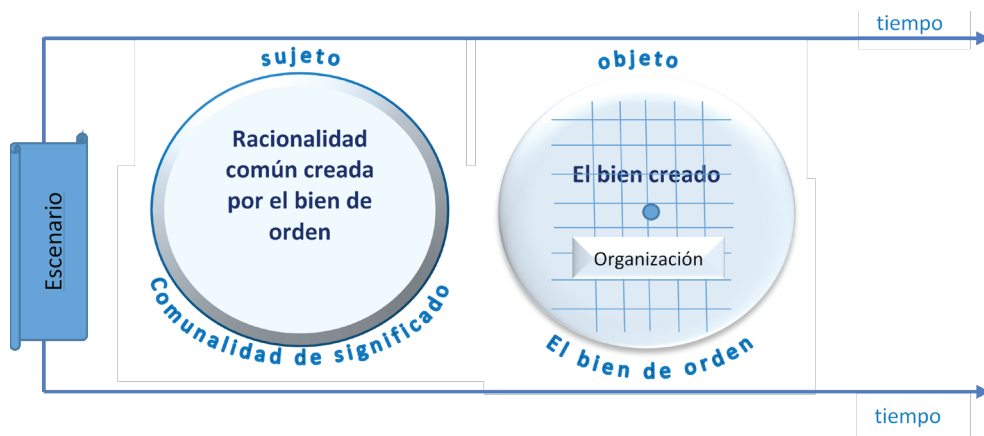 tiempo
sujeto
objeto
Racionalidad
común creada
por el bien de
orden
El bien creado
Escenario
Organización
Comunalidad de significado
El bien de orden
tiempo